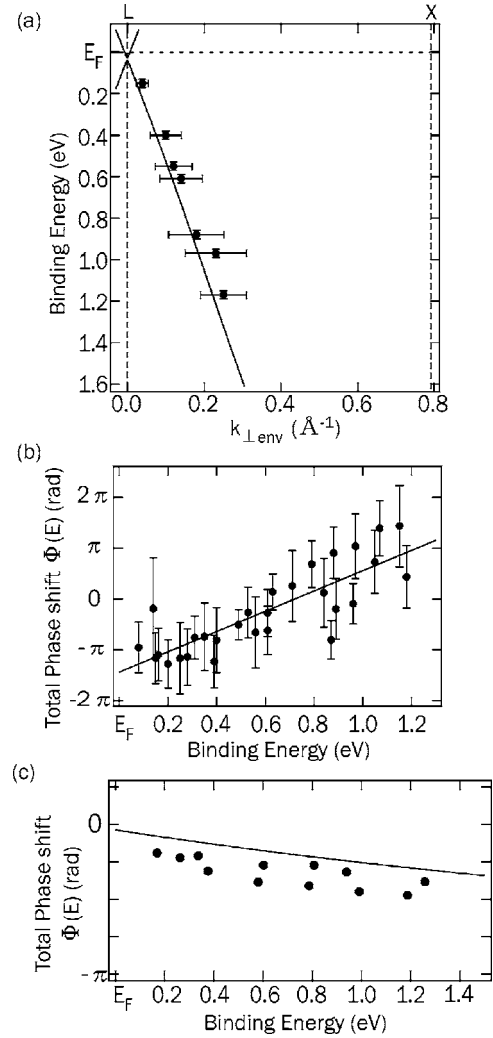 (a)
L X
E_F
0.2
0.4
0.6
0.8
1.0
1.2
1.4
1.6
Binding Energy (eV)
0.0 0.2 0.4 0.6 0.8
k⊥env (Å-1)
(b)
2 π
π
0
-π
-2 π
Total Phase shift Φ(E) (rad)
E_F 0.2 0.4 0.6 0.8 1.0 1.2
Binding Energy (eV)
(c)
0
-π
Total Phase shift
Φ(E) (rad)
E_F 0.2 0.4 0.6 0.8 1.0 1.2 1.4
Binding Energy (eV)